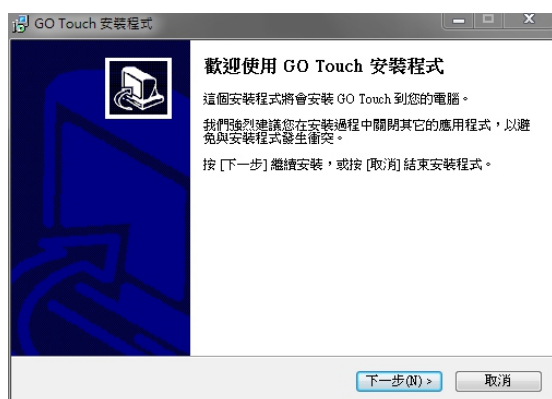 GO Touch 安裝程式
歡迎使用 GO Touch 安裝程式
這個安裝程式將會安裝 GO Touch 到您的電腦。
我們強烈建議您在安裝過程中關閉其它的應用程式，以避
免與安裝程式發生衝突。
按 [下一步] 繼續安裝，或按 [取消] 結束安裝程式。
下一步(N) >
取消